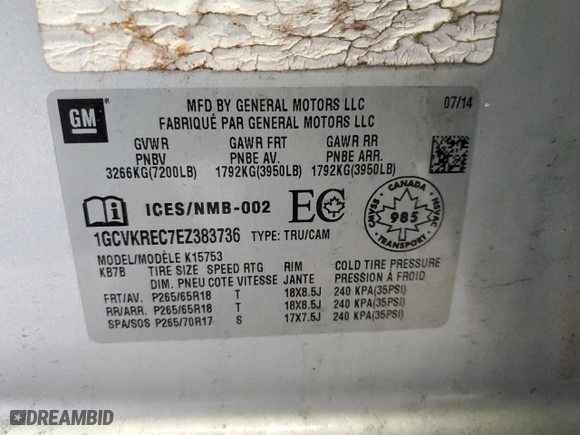 GM
MFD BY GENERAL MOTORS LLC
FABRIQUÉ PAR GENERAL MOTORS LLC
07/14
GVWR GAWR FRT GAWR RR
PNBV PNBE AV. PNBE ARR.
3266KG(7200LB) 1792KG(3950LB) 1792KG(3950LB)
ICES/NMB-002 EC
CANADA
CMVSS 985 NSVAC
TRANSPORT
1GCVKREC7EZ383736 TYPE: TRU/CAM
MODEL/MODÈLE K15753
KB7B TIRE SIZE SPEED RTG RIM COLD TIRE PRESSURE
DIM. PNEU COTE VITESSE JANTE PRESSION À FROID
FRT/AV. P265/65R18 T 18X8.5J 240 KPA(35PSI)
RR/ARR. P265/65R18 T 18X8.5J 240 KPA(35PSI)
SPA/SOS P265/70R17 S 17X7.5J 240 KPA(35PSI)
DREAMBID